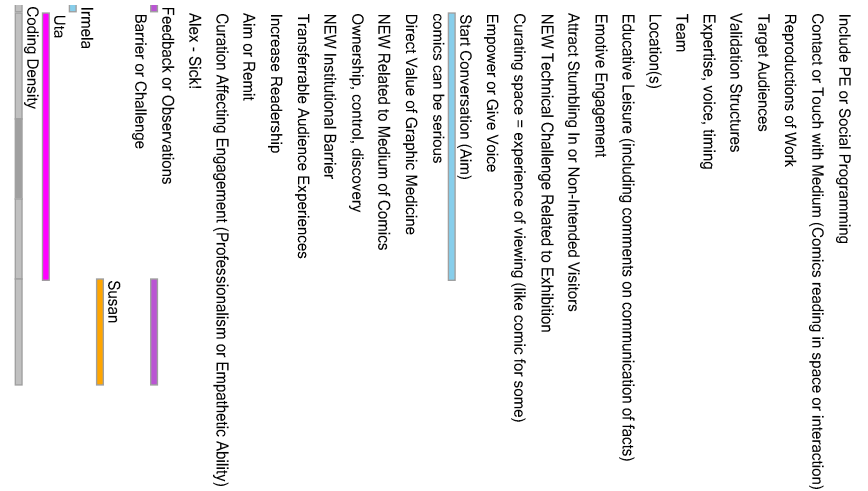 Include PE or Social Programming
Contact or Touch with Medium (Comics reading in space or interaction)
Reproductions of Work
Target Audiences
Validation Structures
Expertise, voice, timing
Team
Location(s)
Educative Leisure (including comments on communication of facts)
Emotive Engagement
Attract Stumbling In or Non-Intended Visitors
NEW Technical Challenge Related to Exhibition
Curating space = experience of viewing (like comic for some)
Empower or Give Voice
Start Conversation (Aim)
comics can be serious
Direct Value of Graphic Medicine
NEW Related to Medium of Comics
Ownership, control, discovery
NEW Institutional Barrier
Transferrable Audience Experiences
Increase Readership
Aim or Remit
Curation Affecting Engagement (Professionalism or Empathetic Ability)
Alex - Sick!
Feedback or Observations
Barrier or Challenge
Susan
Irmela
Uta
Coding Density